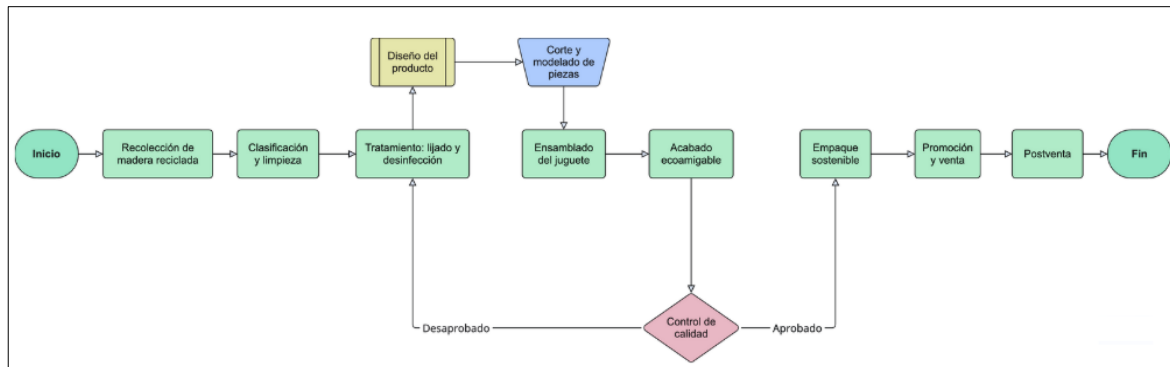 Diseño del
producto
Corte y
modelado de
piezas
Inicio
Recolección de
madera reciclada
Clasificación
y limpieza
Tratamiento: lijado y
desinfección
Ensamblado
del juguete
Acabado
ecoamigable
Empaque
sostenible
Promoción
y venta
Postventa
Fin
Desaprobado
Control de
calidad
Aprobado